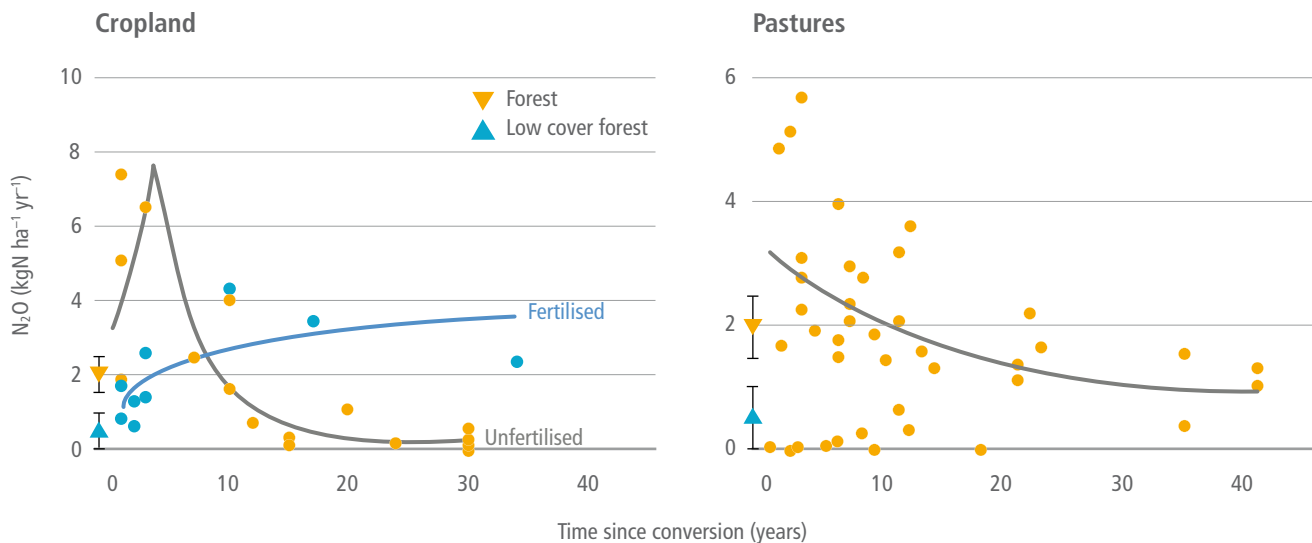 Cropland
10
8
6
4
2
0
N₂O (kgN ha⁻¹ yr⁻¹)
Forest
Low cover forest
Fertilised
Unfertilised
0 10 20 30 40
Pastures
6
4
2
0
0 10 20 30 40
Time since conversion (years)